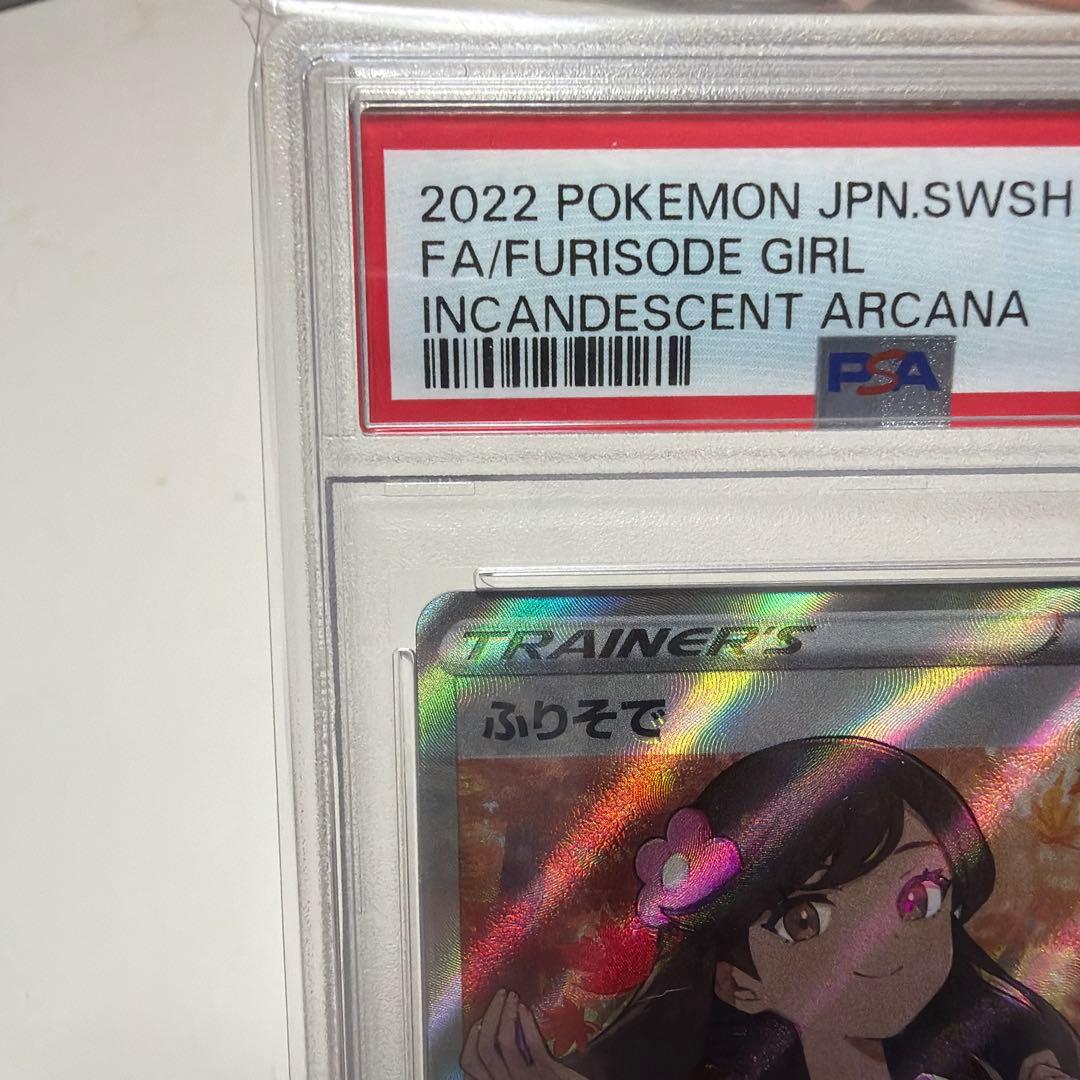 2022 POKEMON JPN.SWSH
FA/FURISODE GIRL
INCANDESCENT ARCANA
PSA
TRAINER'S
ふりそで